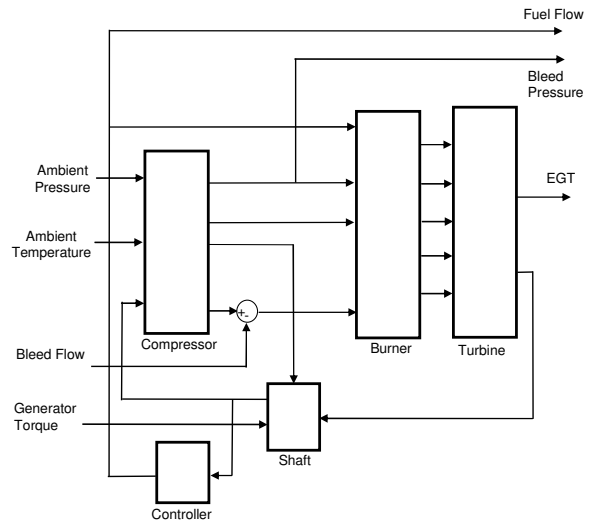 Fuel Flow
Bleed
Pressure
Ambient
Pressure
EGT
Ambient
Temperature
+
-
Compressor
Burner
Turbine
Bleed Flow
Generator
Torque
Shaft
Controller